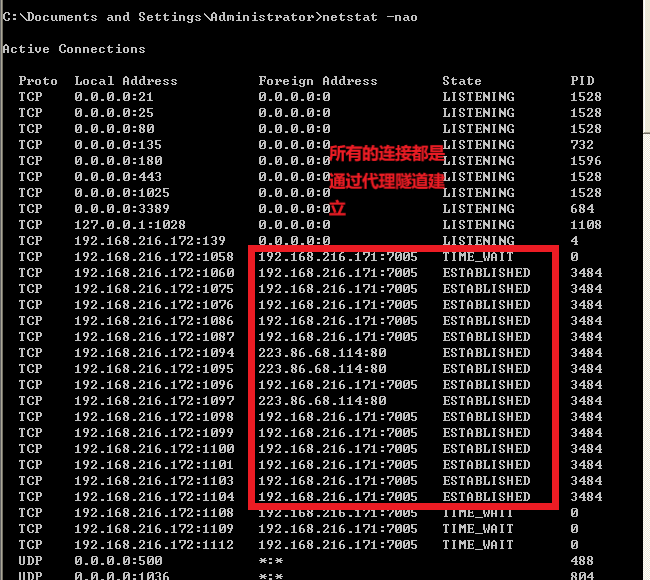 C:\Documents and Settings\Administrator>netstat -nao
Active Connections
Proto Local Address Foreign Address State PID
TCP 0.0.0.0:21 0.0.0.0:0 LISTENING 1528
TCP 0.0.0.0:25 0.0.0.0:0 LISTENING 1528
TCP 0.0.0.0:80 0.0.0.0:0 LISTENING 1528
TCP 0.0.0.0:135 0.0.0.0:0 LISTENING 732
TCP 0.0.0.0:180 0.0.0.0:0 LISTENING 1596
TCP 0.0.0.0:443 0.0.0.0:0 LISTENING 1528
TCP 0.0.0.0:1025 0.0.0.0:0 LISTENING 1528
TCP 0.0.0.0:3389 0.0.0.0:0 LISTENING 684
TCP 127.0.0.1:1028 0.0.0.0:0 LISTENING 1108
TCP 192.168.216.172:139 0.0.0.0:0 LISTENING 4
所有的连接都是
通过代理隧道建
立
TCP 192.168.216.172:1058 192.168.216.171:7005 TIME_WAIT 0
TCP 192.168.216.172:1060 192.168.216.171:7005 ESTABLISHED 3484
TCP 192.168.216.172:1075 192.168.216.171:7005 ESTABLISHED 3484
TCP 192.168.216.172:1076 192.168.216.171:7005 ESTABLISHED 3484
TCP 192.168.216.172:1086 192.168.216.171:7005 ESTABLISHED 3484
TCP 192.168.216.172:1087 192.168.216.171:7005 ESTABLISHED 3484
TCP 192.168.216.172:1094 223.86.68.114:80 ESTABLISHED 3484
TCP 192.168.216.172:1095 223.86.68.114:80 ESTABLISHED 3484
TCP 192.168.216.172:1096 192.168.216.171:7005 ESTABLISHED 3484
TCP 192.168.216.172:1097 223.86.68.114:80 ESTABLISHED 3484
TCP 192.168.216.172:1098 192.168.216.171:7005 ESTABLISHED 3484
TCP 192.168.216.172:1099 192.168.216.171:7005 ESTABLISHED 3484
TCP 192.168.216.172:1100 192.168.216.171:7005 ESTABLISHED 3484
TCP 192.168.216.172:1101 192.168.216.171:7005 ESTABLISHED 3484
TCP 192.168.216.172:1103 192.168.216.171:7005 ESTABLISHED 3484
TCP 192.168.216.172:1104 192.168.216.171:7005 ESTABLISHED 3484
TCP 192.168.216.172:1108 192.168.216.171:7005 TIME_WAIT 0
TCP 192.168.216.172:1109 192.168.216.171:7005 TIME_WAIT 0
TCP 192.168.216.172:1112 192.168.216.171:7005 TIME_WAIT 0
UDP 0.0.0.0:500 *:* 488
UDP 0.0.0.0:1036 *:* 804